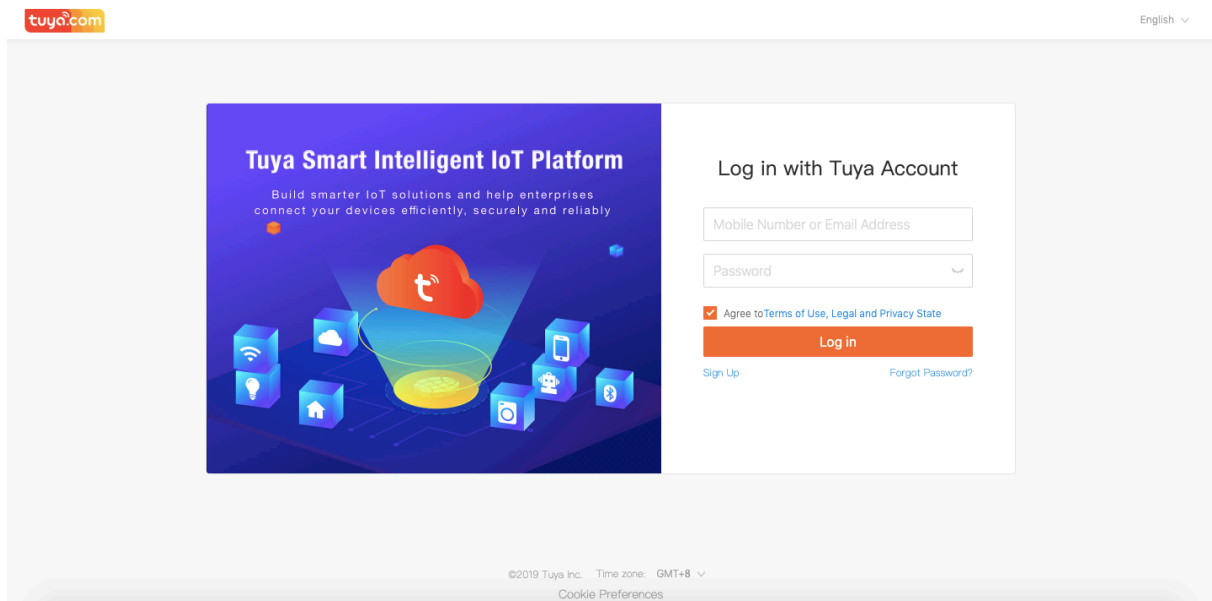 tuya.com
English
Tuya Smart Intelligent IoT Platform
Build smarter IoT solutions and help enterprises
connect your devices efficiently, securely and reliably
t
Log in with Tuya Account
Mobile Number or Email Address
Password
Agree toTerms of Use, Legal and Privacy State
Log in
Sign Up
Forgot Password?
©2019 Tuya Inc. Time zone: GMT+8
Cookie Preferences